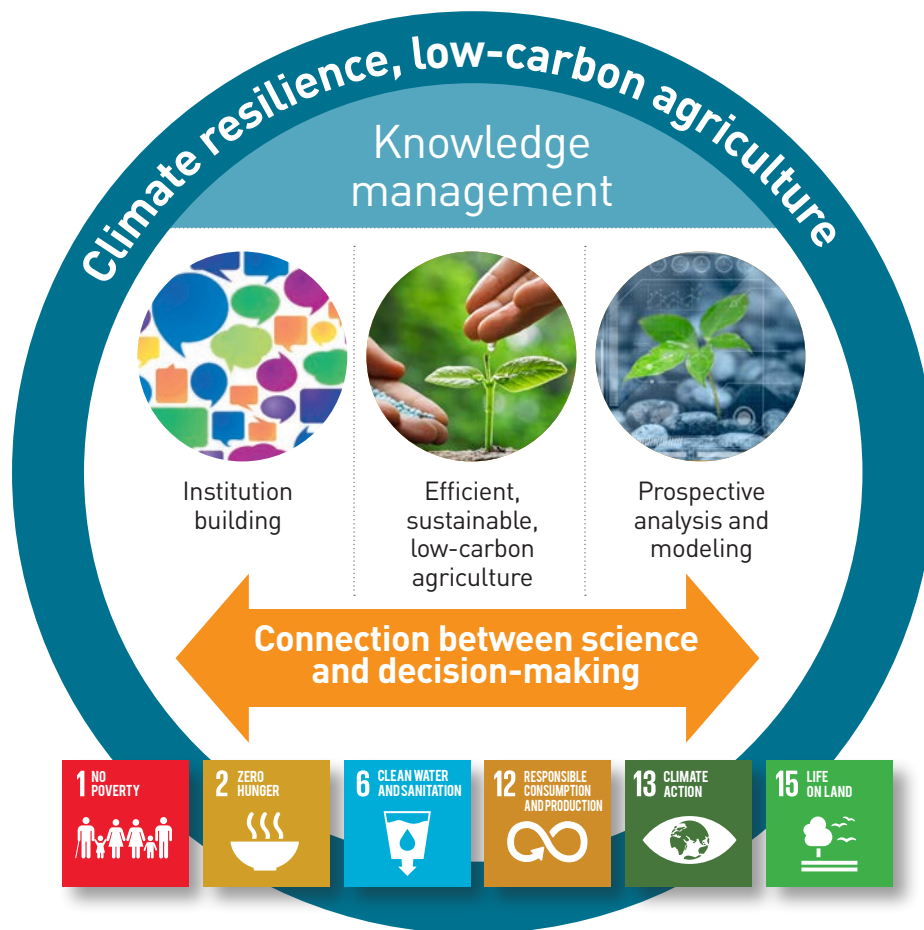 Climate resilience, low-carbon agriculture
Knowledge
management
Institution
building
Efficient,
sustainable,
low-carbon
agriculture
Prospective
analysis and
modeling
Connection between science
and decision-making
1 NO
POVERTY
2 ZERO
HUNGER
6 CLEAN WATER
AND SANITATION
12 RESPONSIBLE
CONSUMPTION
AND PRODUCTION
13 CLIMATE
ACTION
15 LIFE
ON LAND